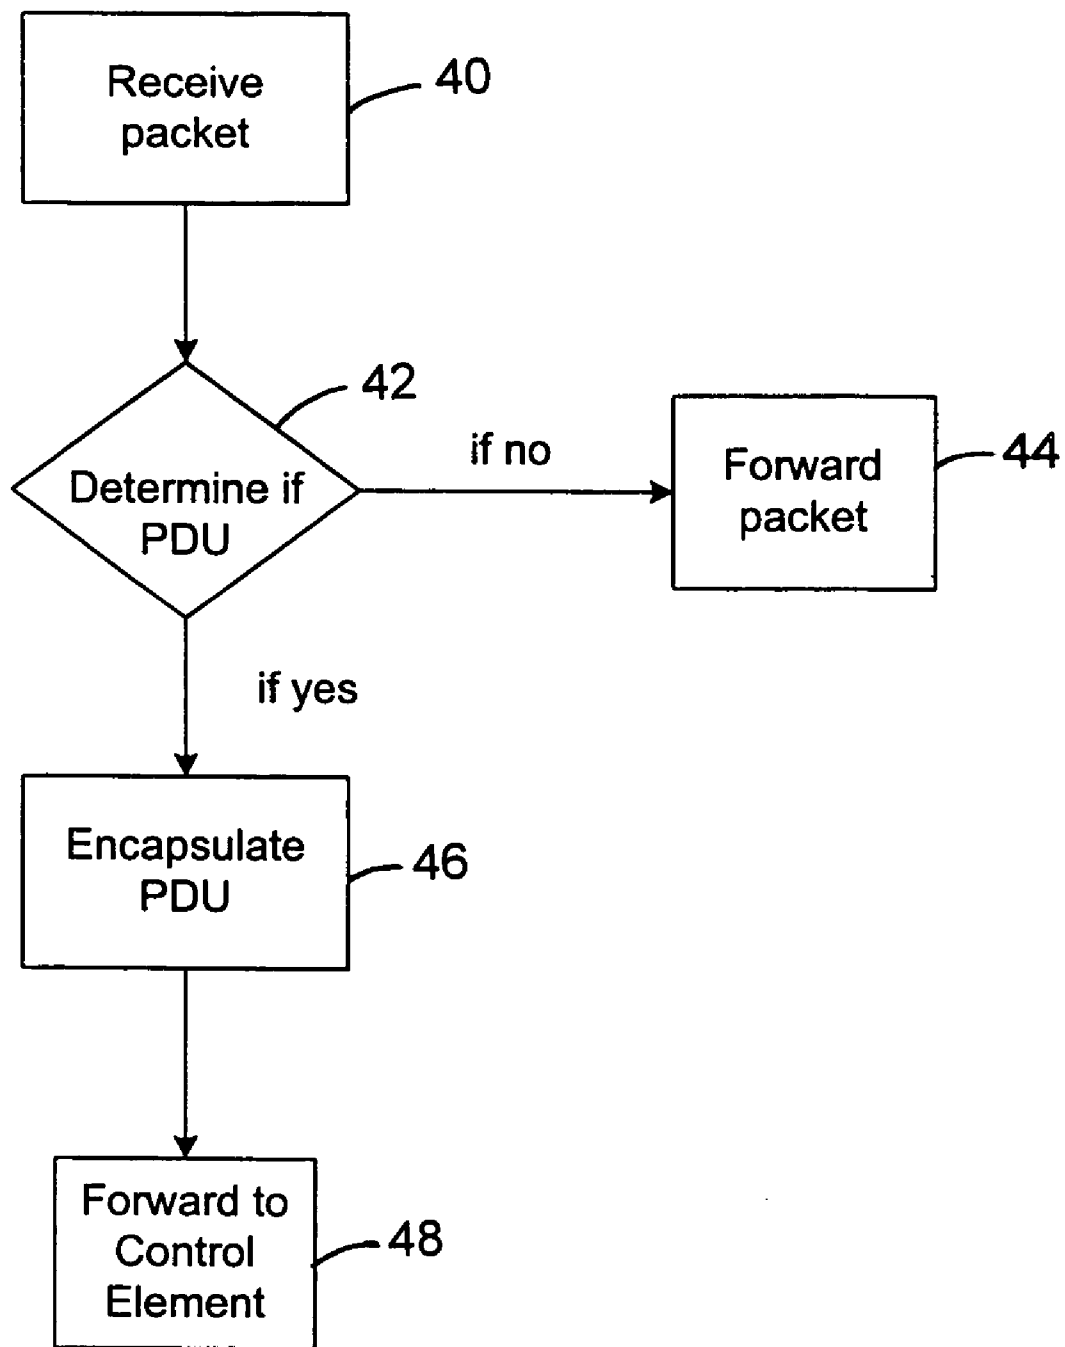 Receive
packet
40
42
Determine if
PDU
if no
Forward
packet
44
if yes
Encapsulate
PDU
46
Forward to
Control
Element
48